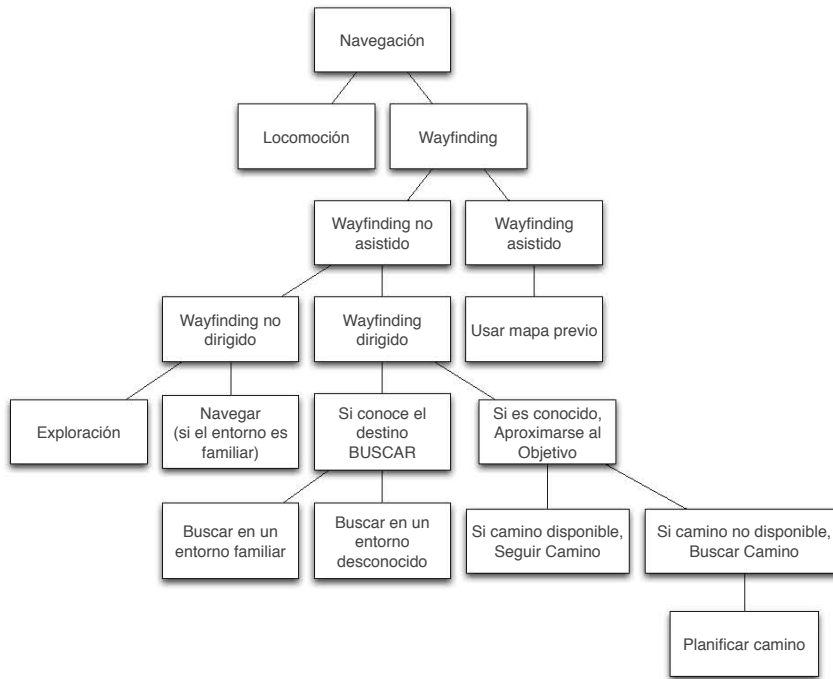 Navegación
Locomoción
Wayfinding
Wayfinding no
asistido
Wayfinding
asistido
Wayfinding no
dirigido
Wayfinding
dirigido
Usar mapa previo
Exploración
Navegar
(si el entorno es
familiar)
Si conoce el
destino
BUSCAR
Si es conocido,
Aproximarse al
Objetivo
Buscar en un
entorno familiar
Buscar en un
entorno
desconocido
Si camino disponible,
Seguir Camino
Si camino no disponible,
Buscar Camino
Planificar camino